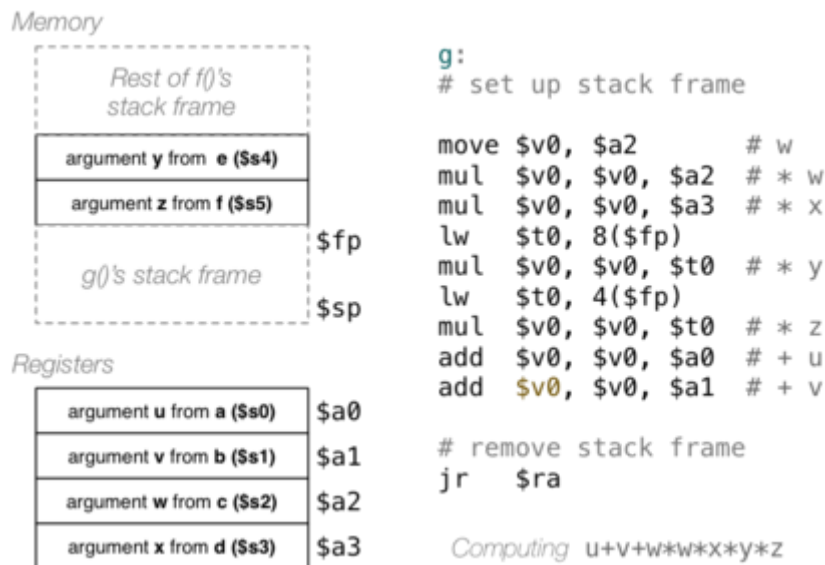 Memory
Rest of f()'s
stack frame
argument y from e ($s4)
argument z from f ($s5)
$fp
g()'s stack frame
$sp
Registers
argument u from a ($s0) $a0
argument v from b ($s1) $a1
argument w from c ($s2) $a2
argument x from d ($s3) $a3
g:
# set up stack frame
move $v0, $a2 # w
mul $v0, $v0, $a2 # * w
mul $v0, $v0, $a3 # * x
lw $t0, 8($fp)
mul $v0, $v0, $t0 # * y
lw $t0, 4($fp)
mul $v0, $v0, $t0 # * z
add $v0, $v0, $a0 # + u
add $v0, $v0, $a1 # + v
# remove stack frame
jr $ra
Computing u+v+w*w*x*y*z